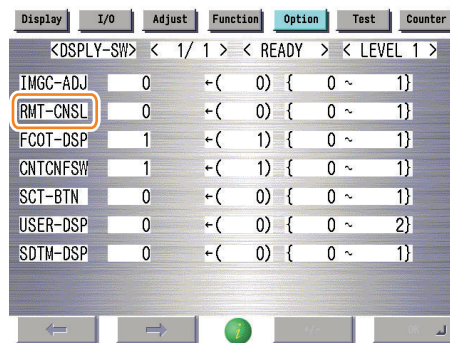 Display I/O Adjust Function Option Test Counter
<DSPLY-SW> < 1/ 1 > < READY > < LEVEL 1 >
IMGC-ADJ 0 ←( 0) { 0 ~ 1}
RMT-CNSL 0 ←( 0) { 0 ~ 1}
FCOT-DSP 1 ←( 1) { 0 ~ 1}
CNTCNFSW 1 ←( 1) { 0 ~ 1}
SCT-BTN 0 ←( 0) { 0 ~ 1}
USER-DSP 0 ←( 0) { 0 ~ 2}
SDTM-DSP 0 ←( 0) { 0 ~ 1}
← → i +/- OK ↵